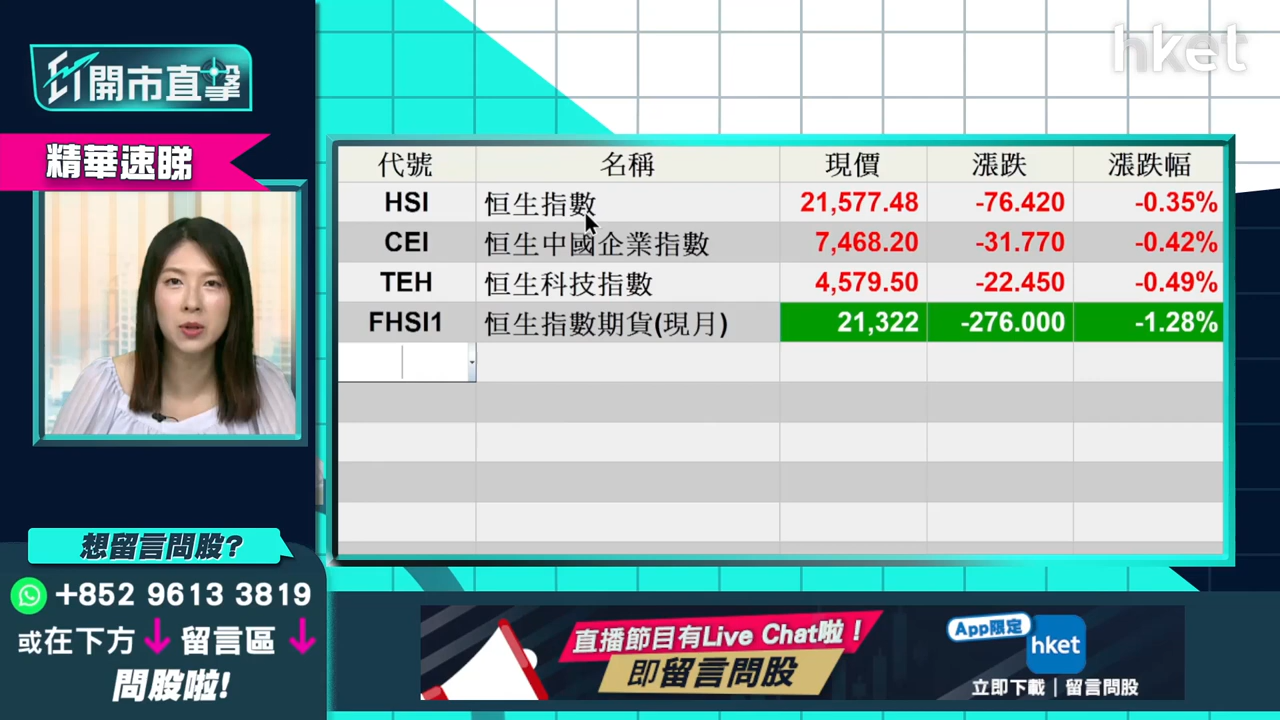 hket
ET開市直擊
精華速睇
代號 名稱 現價 漲跌 漲跌幅
HSI 恒生指數 21,577.48 -76.420 -0.35%
CEI 恒生中國企業指數 7,468.20 -31.770 -0.42%
TEH 恒生科技指數 4,579.50 -22.450 -0.49%
FHSI1 恒生指數期貨(現月) 21,322 -276.000 -1.28%
想留言問股?
+852 9613 3819
或在下方↓留言區↓
問股啦!
直播節目有Live Chat啦！
即留言問股
App限定
hket
立即下載｜留言問股